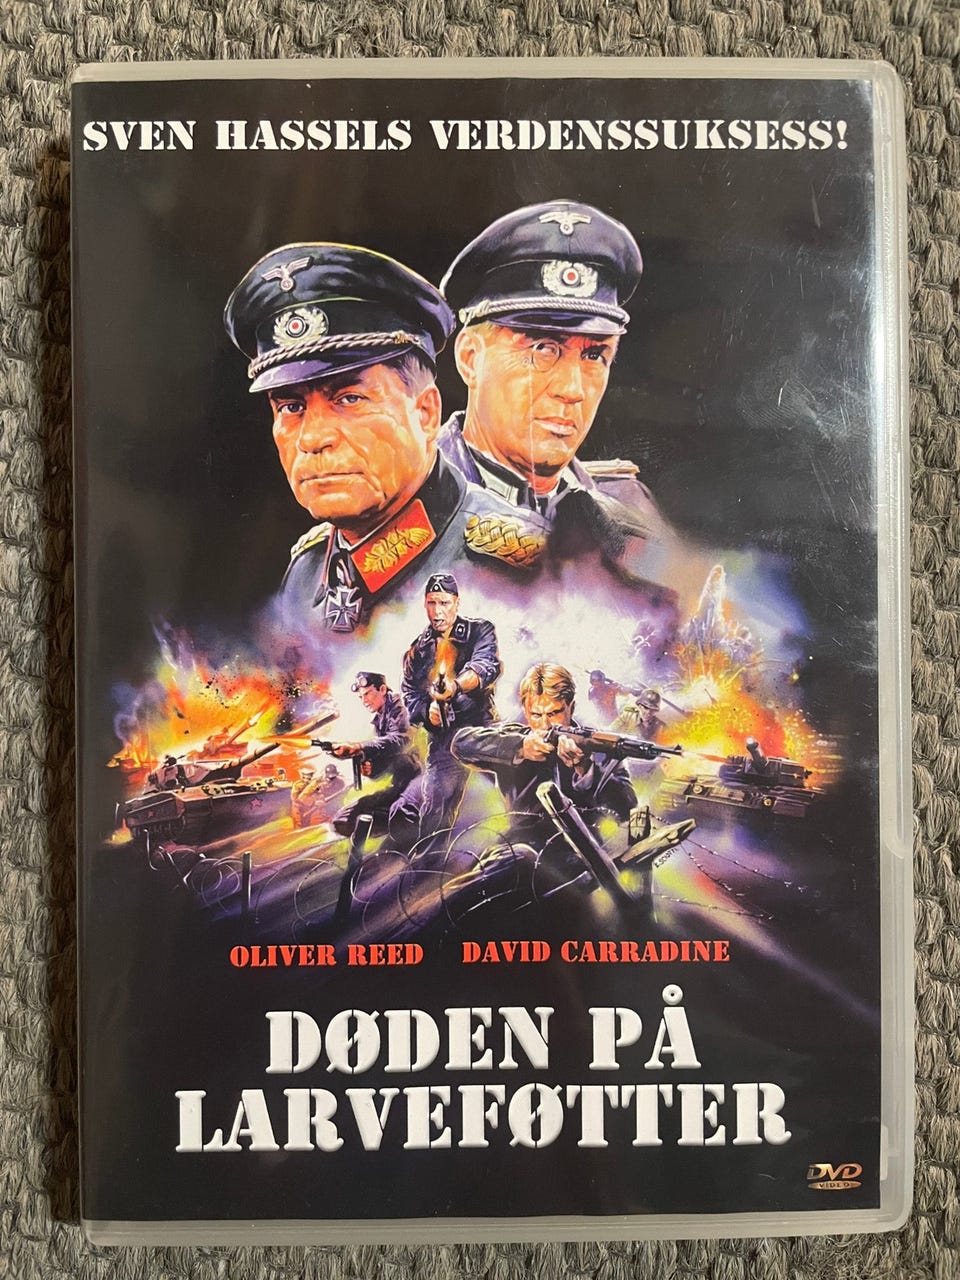 SVEN HASSELS VERDENSSUKSESS!
OLIVER REED DAVID CARRADINE
DØDEN PÅ
LARVEFØTTER
DVD
VIDEO